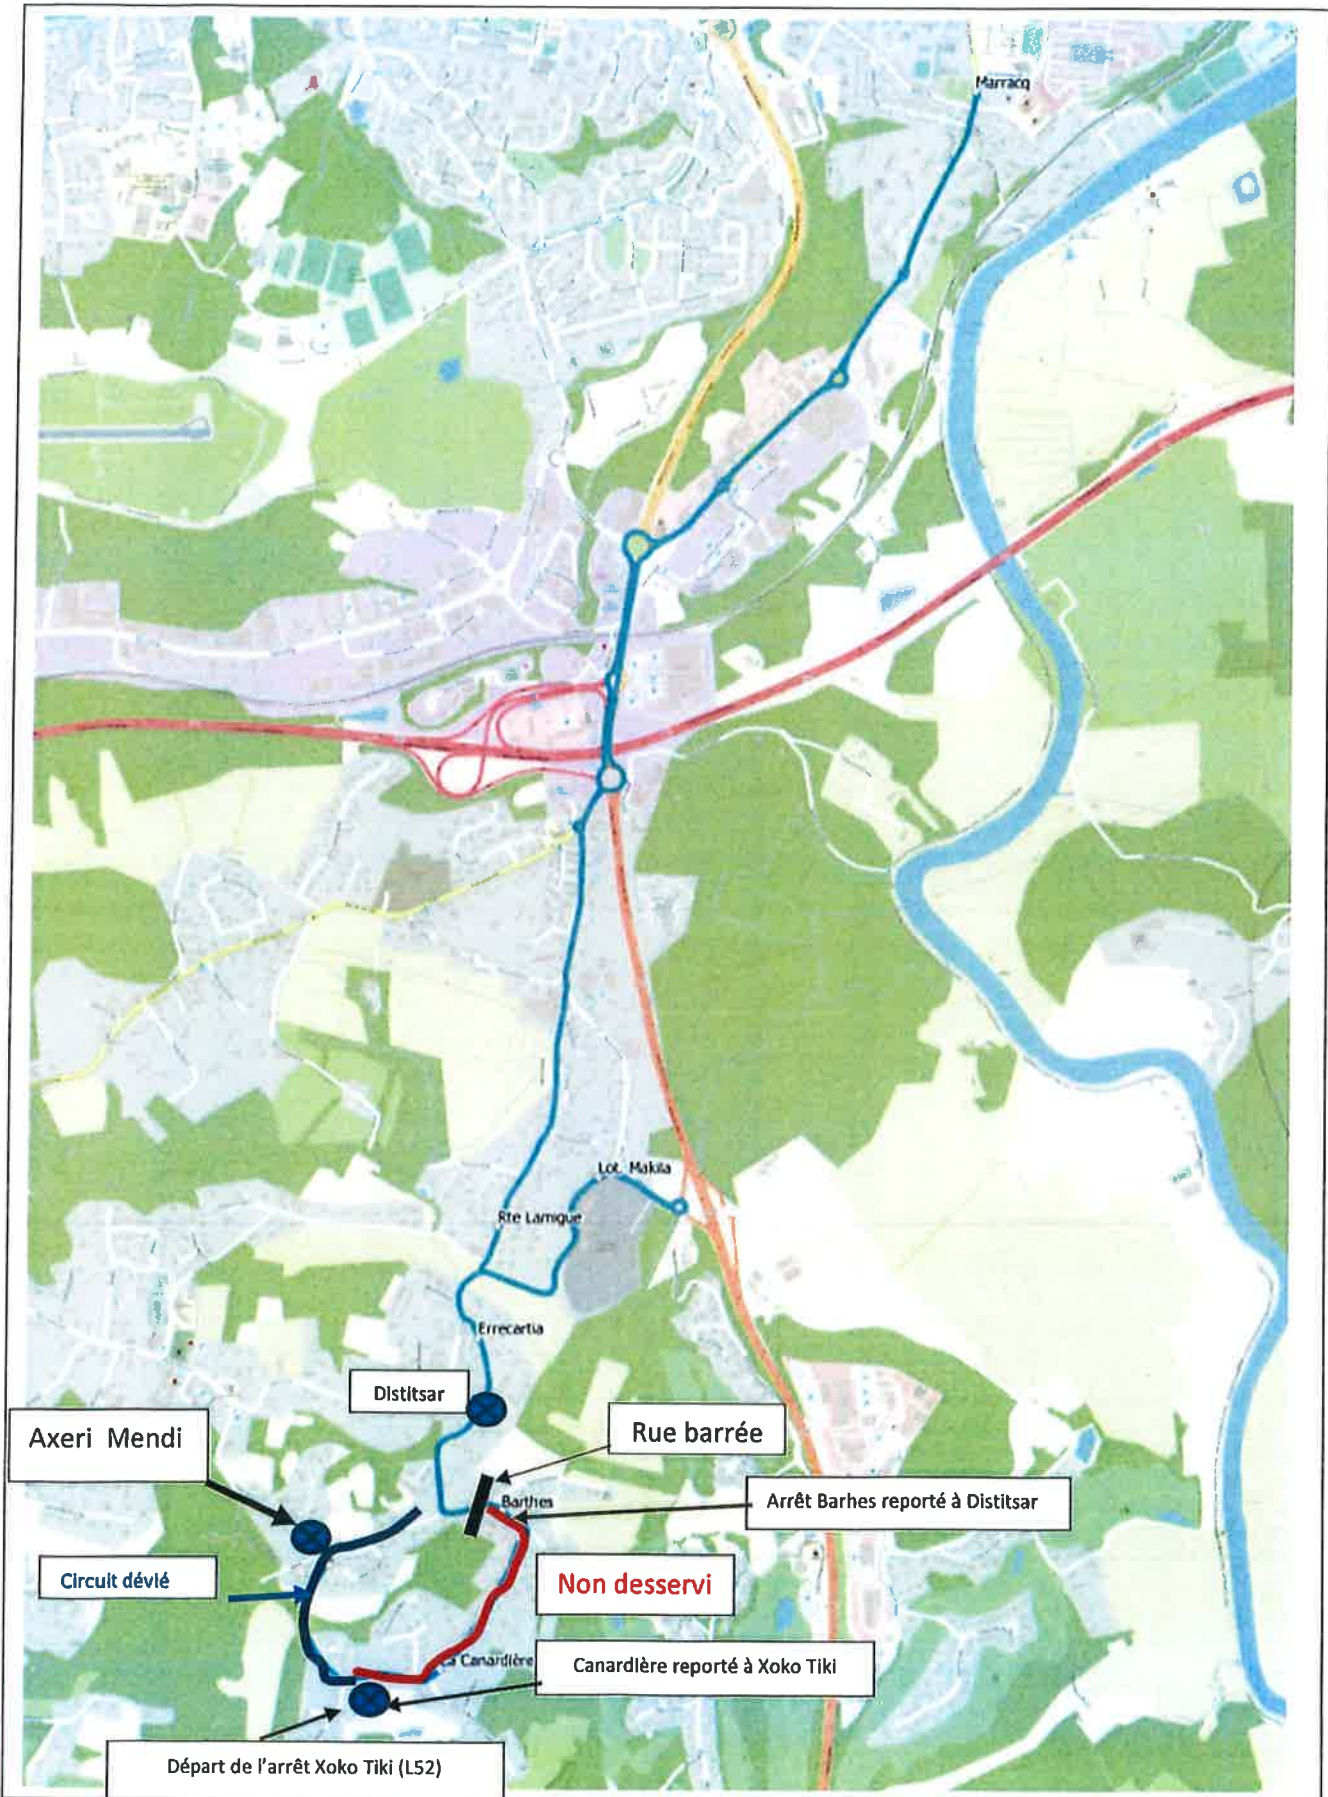 Marracq
Lot. Makila
Rte Lamigue
Errecartia
Distitsar
Axeri Mendi
Rue barrée
Barthes
Arrêt Barhes reporté à Distitsar
Circuit dévié
Non desservi
La Canardière
Canardière reporté à Xoko Tiki
Départ de l'arrêt Xoko Tiki (L52)